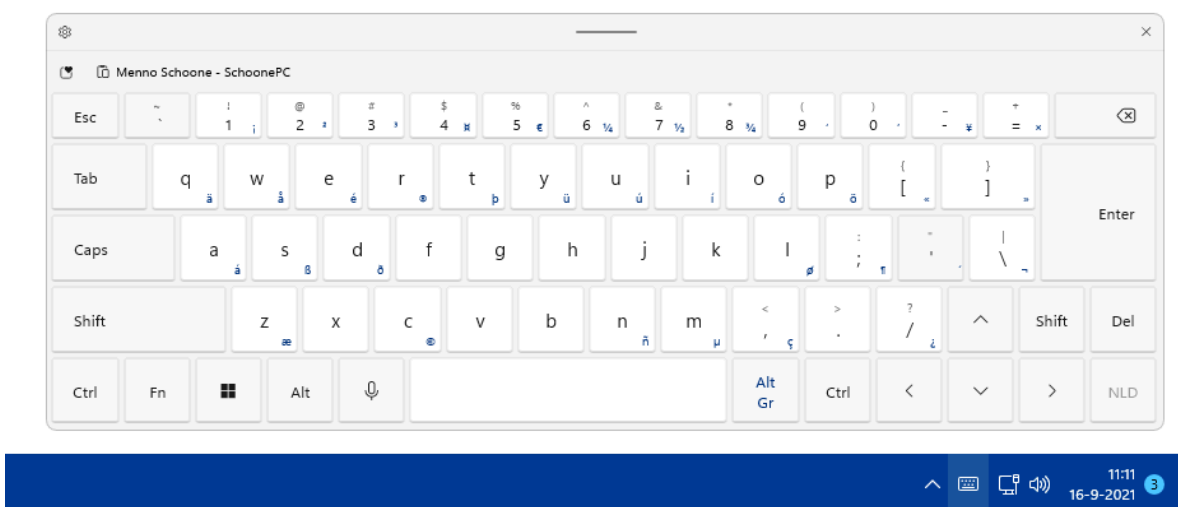 Menno Schoone - SchoonePC
Esc ~ ` ! 1 ¡ @ 2 ² # 3 ³ $ 4 ¤ % 5 € ^ 6 ¼ & 7 ½ * 8 ¾ ( 9 ‘ ) 0 ’ _ - ¥ + = ×
Tab q ä w å e é r ® t þ y ü u ú i í o ó p ö { [ « } ] »
Enter
Caps a á s ß d ð f g h j k l ø : ; ¶ " ' ´ | \ ¬
Shift z æ x c © v b n ñ m µ < , ç > . ? / ¿ Shift Del
Ctrl Fn Alt Alt Gr Ctrl NLD
11:11
16-9-2021 3